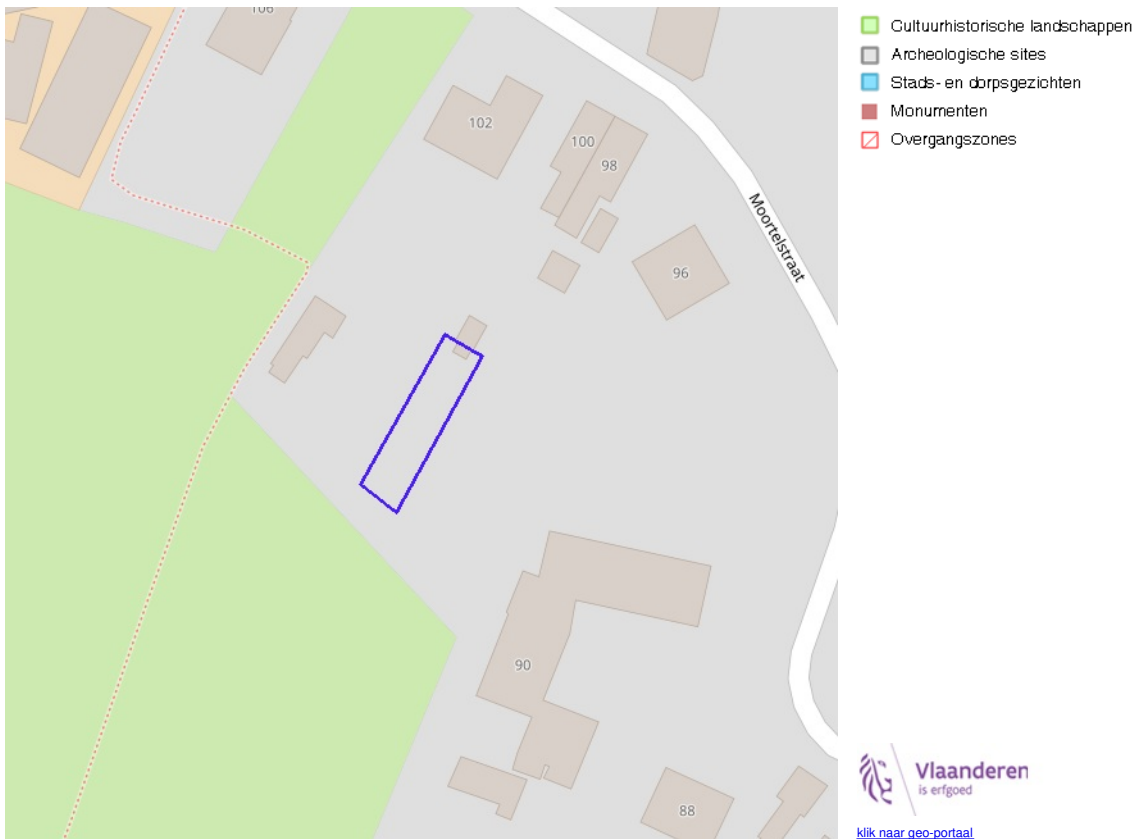 106
102
100
98
96
Moortelstraat
90
88
Cultuurhistorische landschappen
Archeologische sites
Stads- en dorpsgezichten
Monumenten
Overgangszones
Vlaanderen
is erfgoed
klik naar geo-portaal